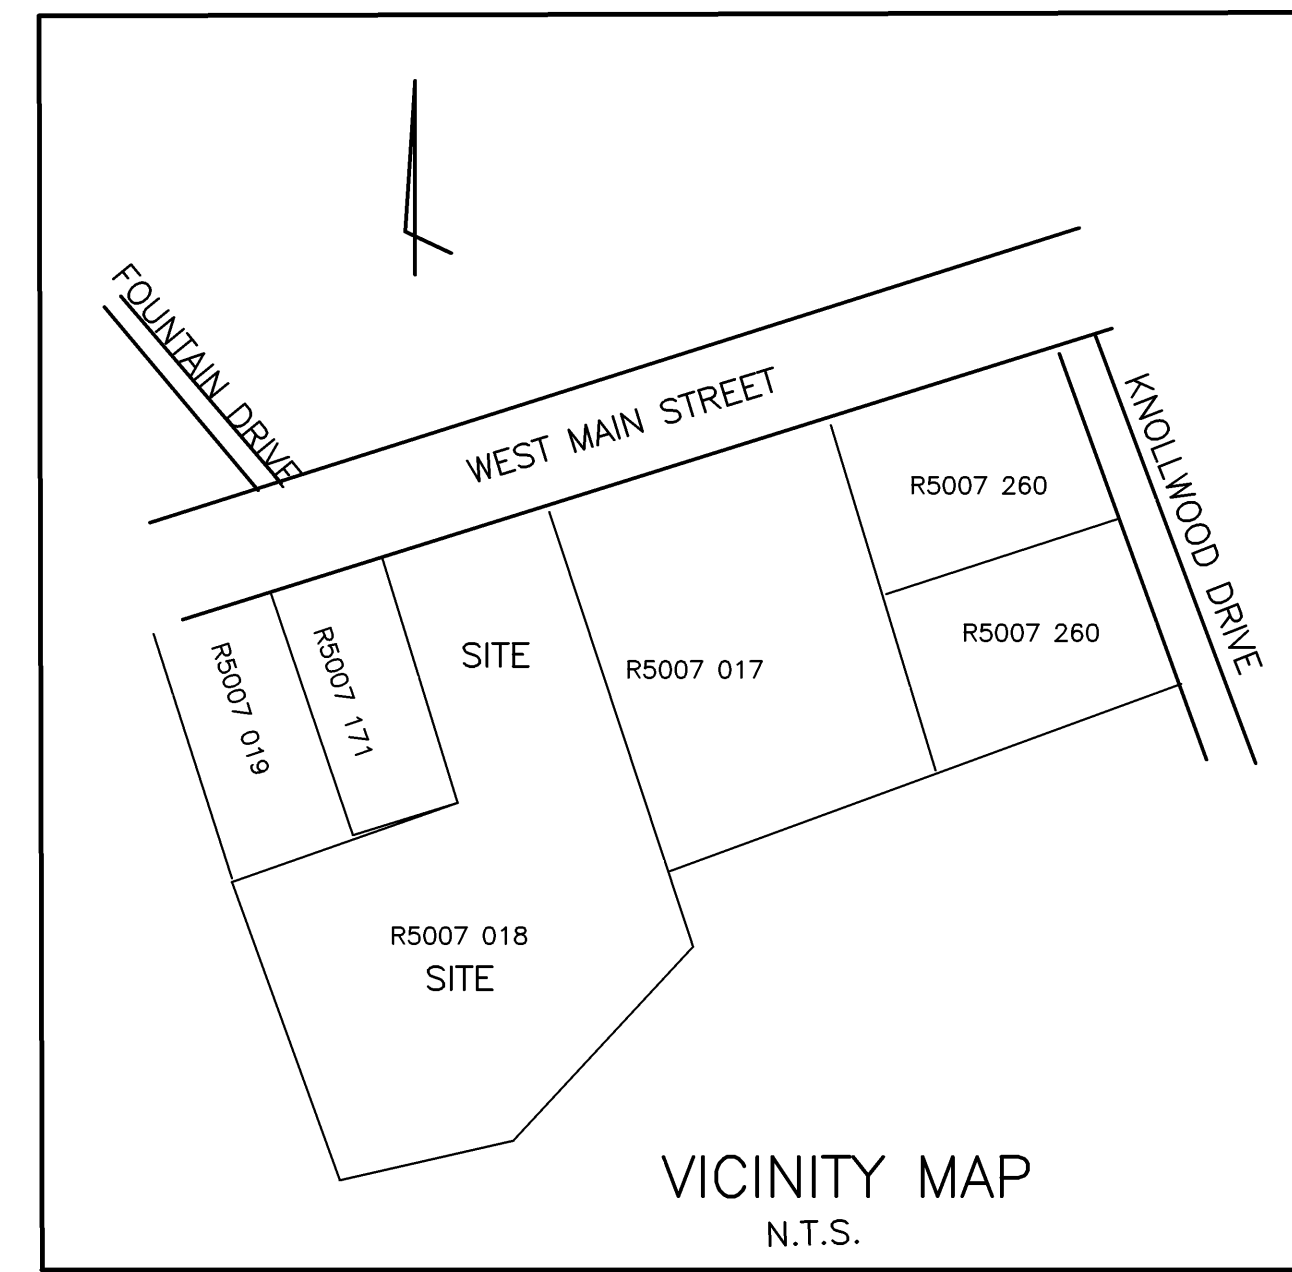 FOUNTAIN DRIVE
WEST MAIN STREET
KNOLLWOOD DRIVE
R5007 260
R5007 260
R5007 019
R5007 171
SITE
R5007 017
R5007 018
SITE
VICINITY MAP
N.T.S.